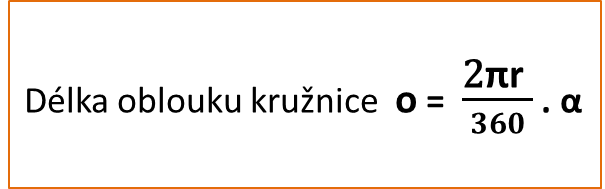 Délka oblouku kružnice o = 2πr/360 . α